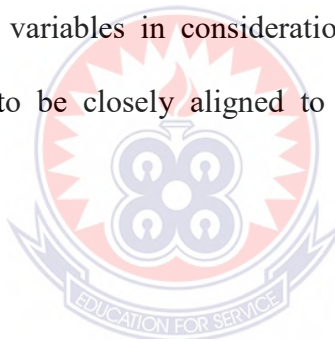 variables in consideratio
to be closely aligned to
EDUCATION FOR SERVICE